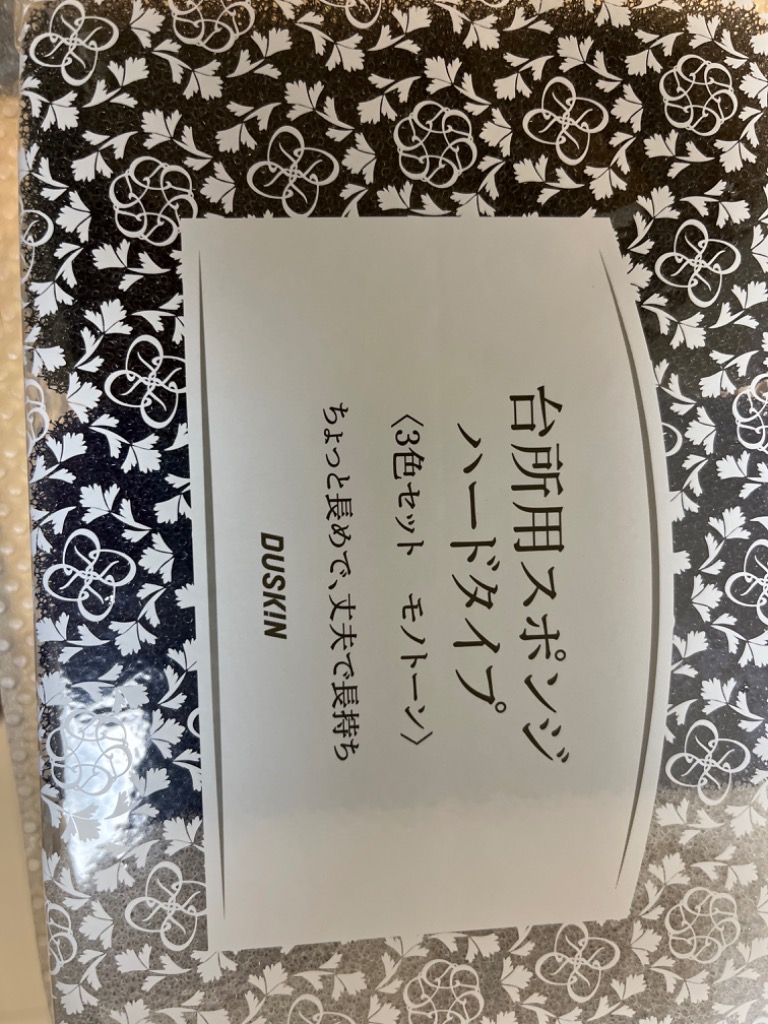 台所用スポンジ
ハードタイプ
〈3色セット　モノトーン〉
ちょっと長めで、丈夫で長持ち
DUSKIN